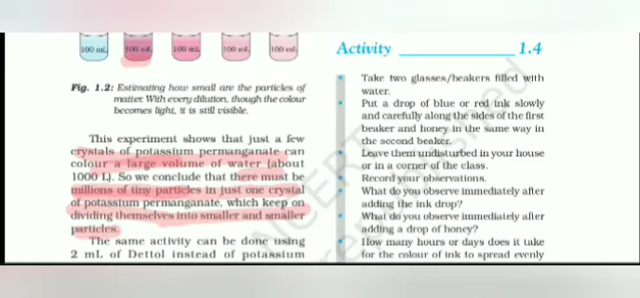 100 mL
100 mL
100 mL
100 mL
100 mL
Fig. 1.2: Estimating how small are the particles of
matter. With every dilution, though the colour
becomes light, it is still visible.
This experiment shows that just a few
crystals of potassium permanganate can
colour a large volume of water (about
1000 L). So we conclude that there must be
millions of tiny particles in just one crystal
of potassium permanganate, which keep on
dividing themselves into smaller and smaller
particles.
The same activity can be done using
2 mL of Dettol instead of potassium
Activity 1.4
• Take two glasses/beakers filled with
water.
• Put a drop of blue or red ink slowly
and carefully along the sides of the first
beaker and honey in the same way in
the second beaker.
• Leave them undisturbed in your house
or in a corner of the class.
• Record your observations.
• What do you observe immediately after
adding the ink drop?
• What do you observe immediately after
adding a drop of honey?
• How many hours or days does it take
for the colour of ink to spread evenly